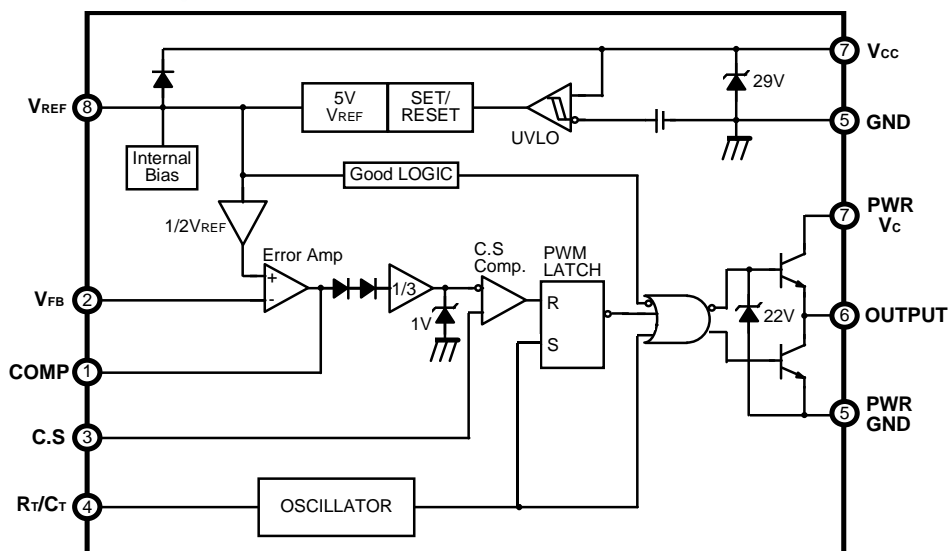 7 VCC
29V
VREF 8
5V VREF
SET/ RESET
UVLO
5 GND
Internal Bias
Good LOGIC
1/2VREF
PWR VC
7
Error Amp
+
-
C.S Comp.
PWM LATCH
1/3
1V
R
S
VFB 2
22V
6 OUTPUT
COMP 1
5 PWR GND
C.S 3
RT/CT 4
OSCILLATOR